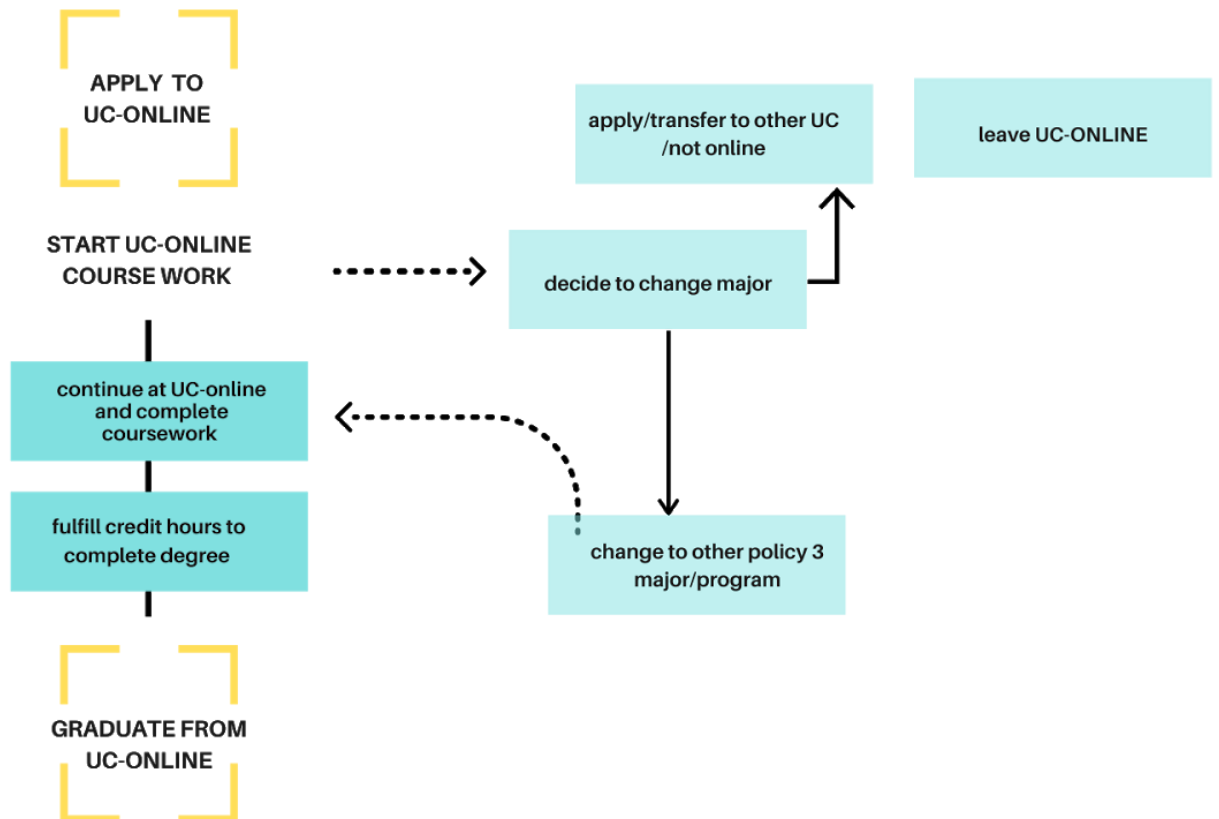 APPLY TO
UC-ONLINE
apply/transfer to other UC
/not online
leave UC-ONLINE
START UC-ONLINE
COURSE WORK
decide to change major
continue at UC-online
and complete
coursework
fulfill credit hours to
complete degree
change to other policy 3
major/program
GRADUATE FROM
UC-ONLINE